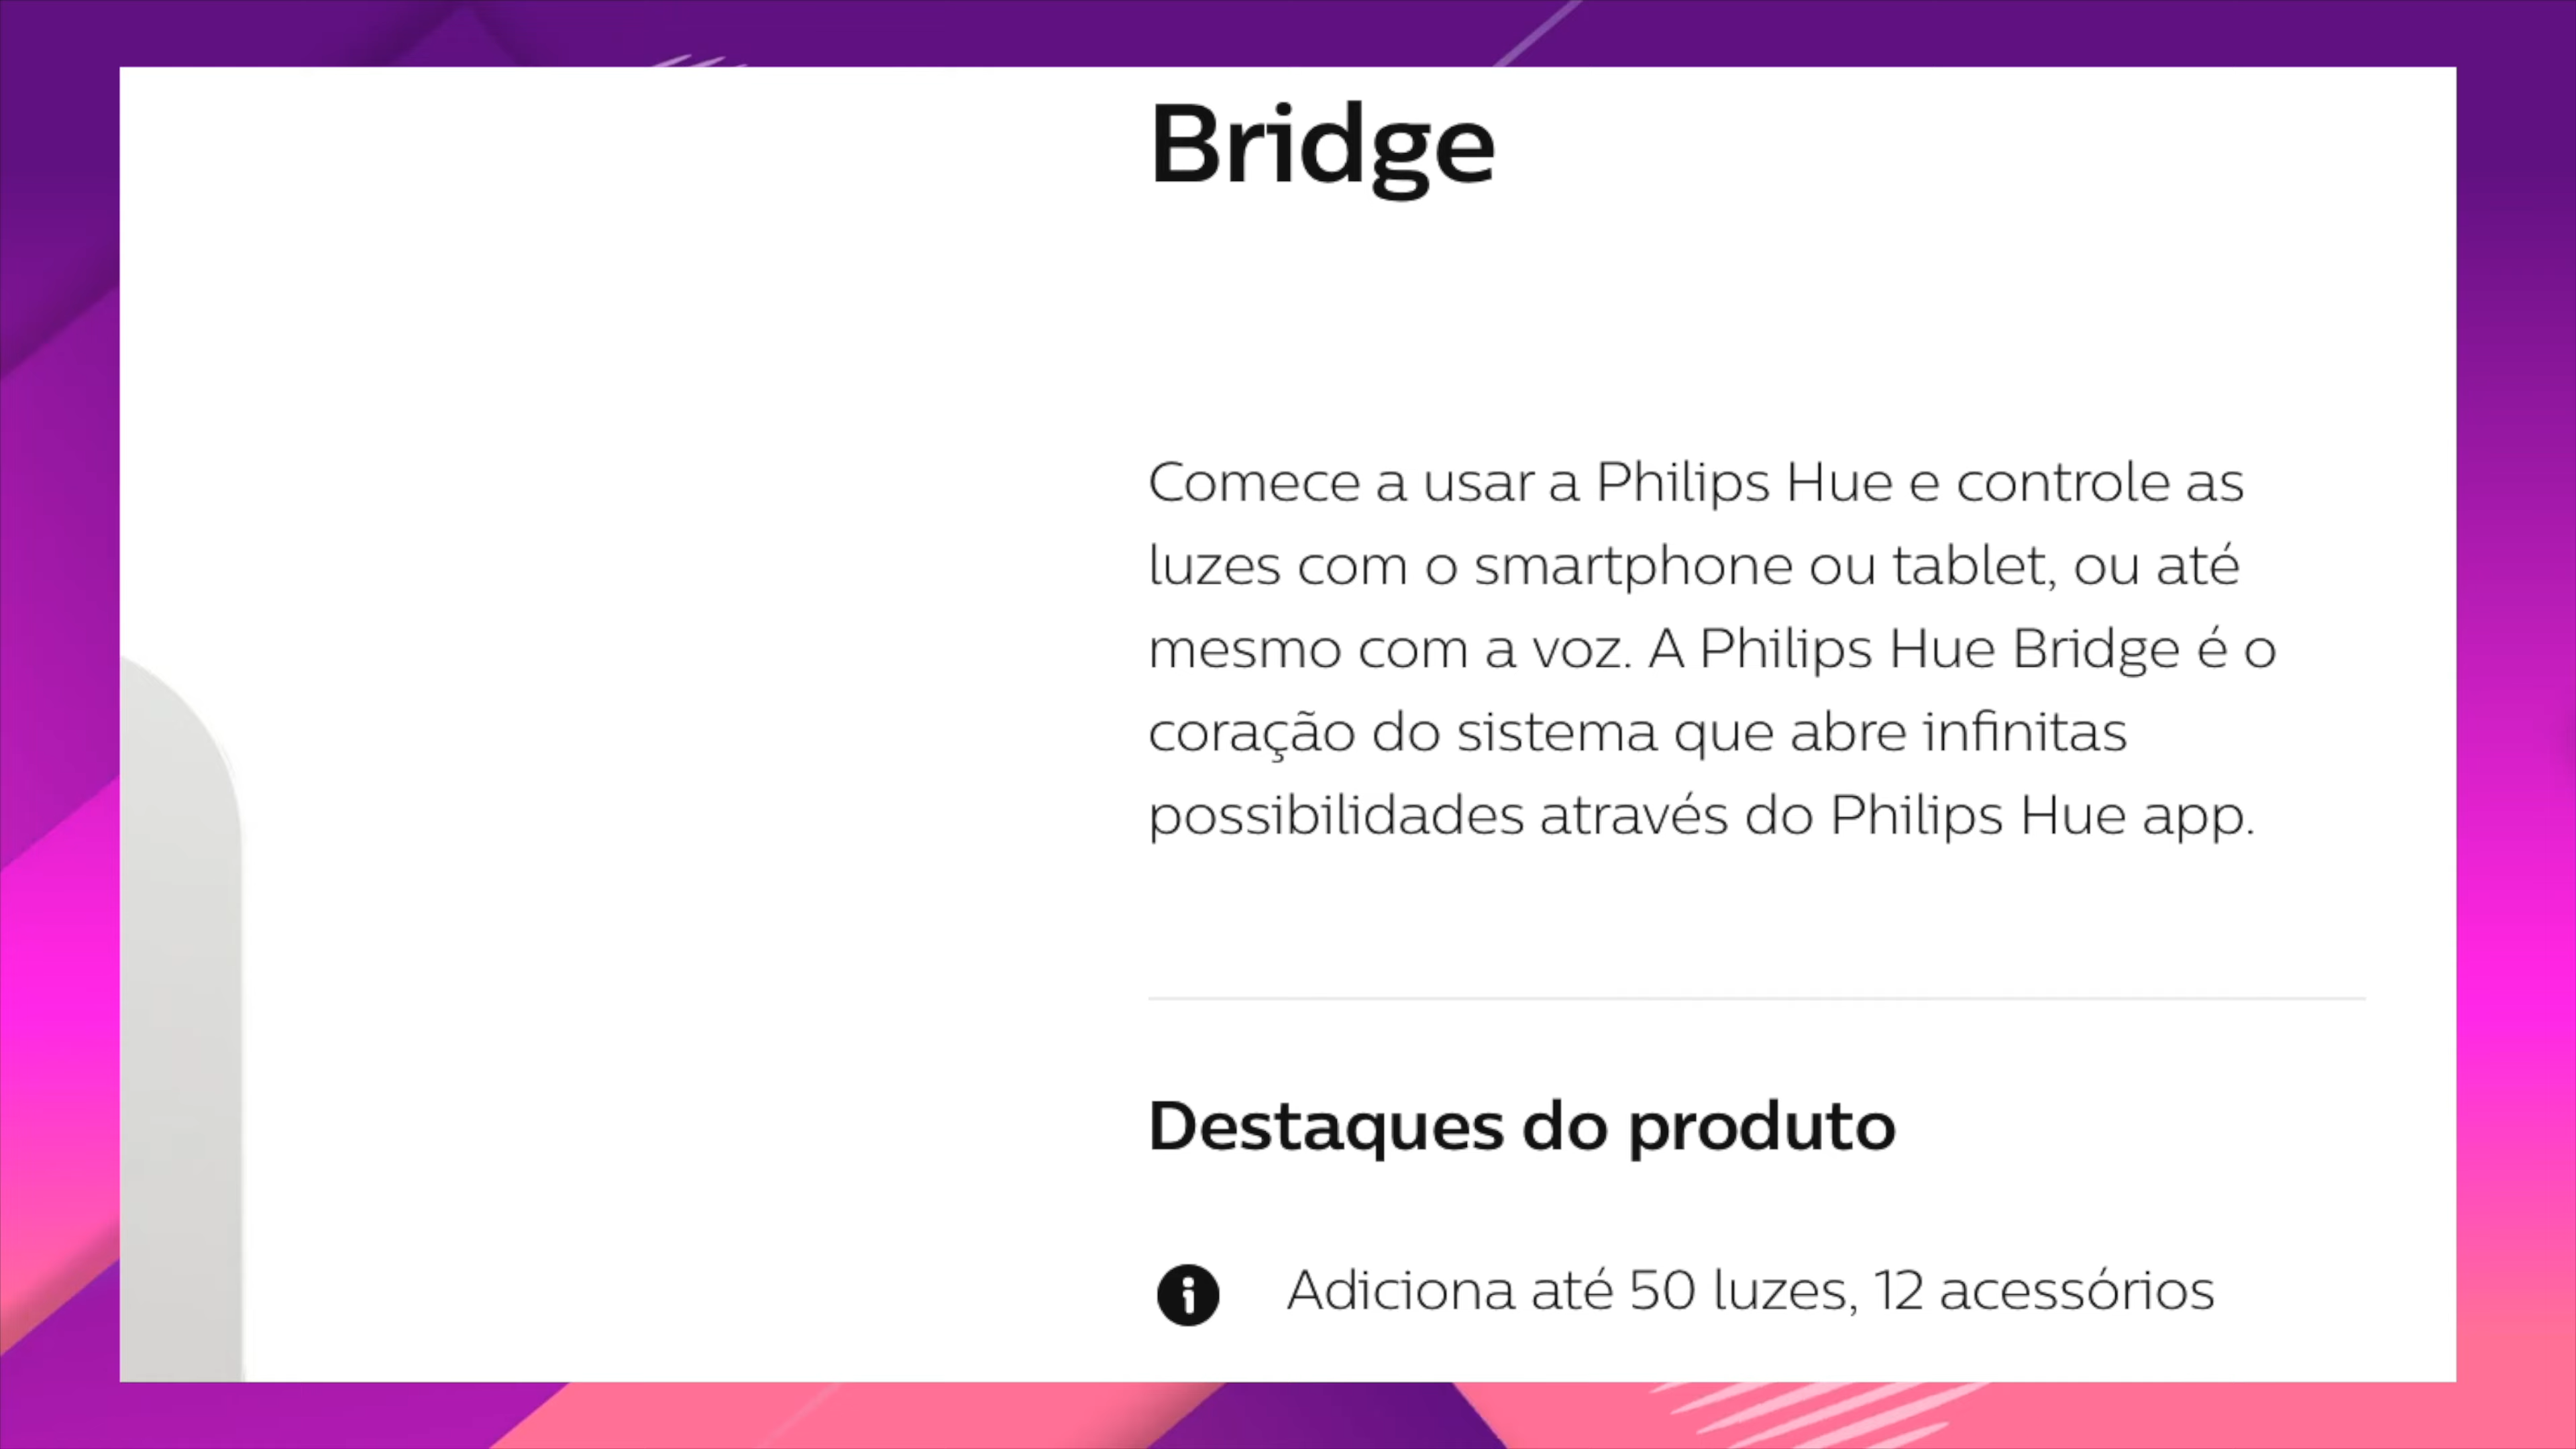 Bridge
Comece a usar a Philips Hue e controle as
luzes com o smartphone ou tablet, ou até
mesmo com a voz. A Philips Hue Bridge é o
coração do sistema que abre infinitas
possibilidades através do Philips Hue app.
Destaques do produto
Adiciona até 50 luzes, 12 acessórios